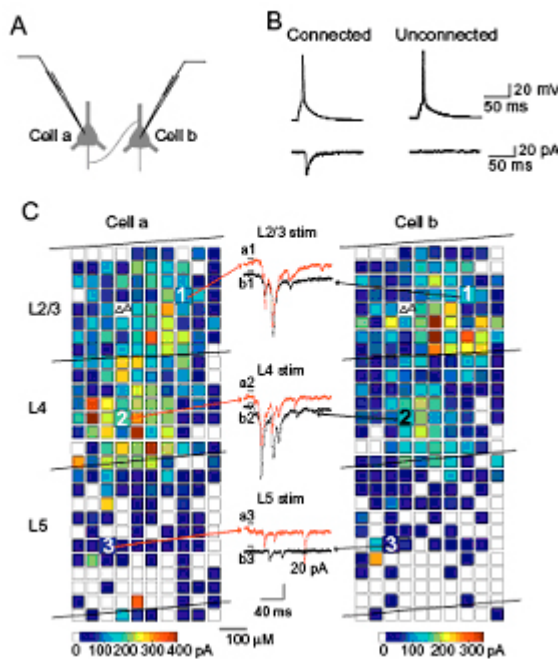 A
Cell a
Cell b
B
Connected
Unconnected
20 mV
50 ms
20 pA
50 ms
C
Cell a
L2/3 stim
Cell b
a1
b1
1
1
L2/3
L4 stim
a2
b2
L4
2
2
L5 stim
a3
b3
L5
3
3
20 pA
40 ms
100 µM
0 100 200 300 400 pA
0 100 200 300 pA